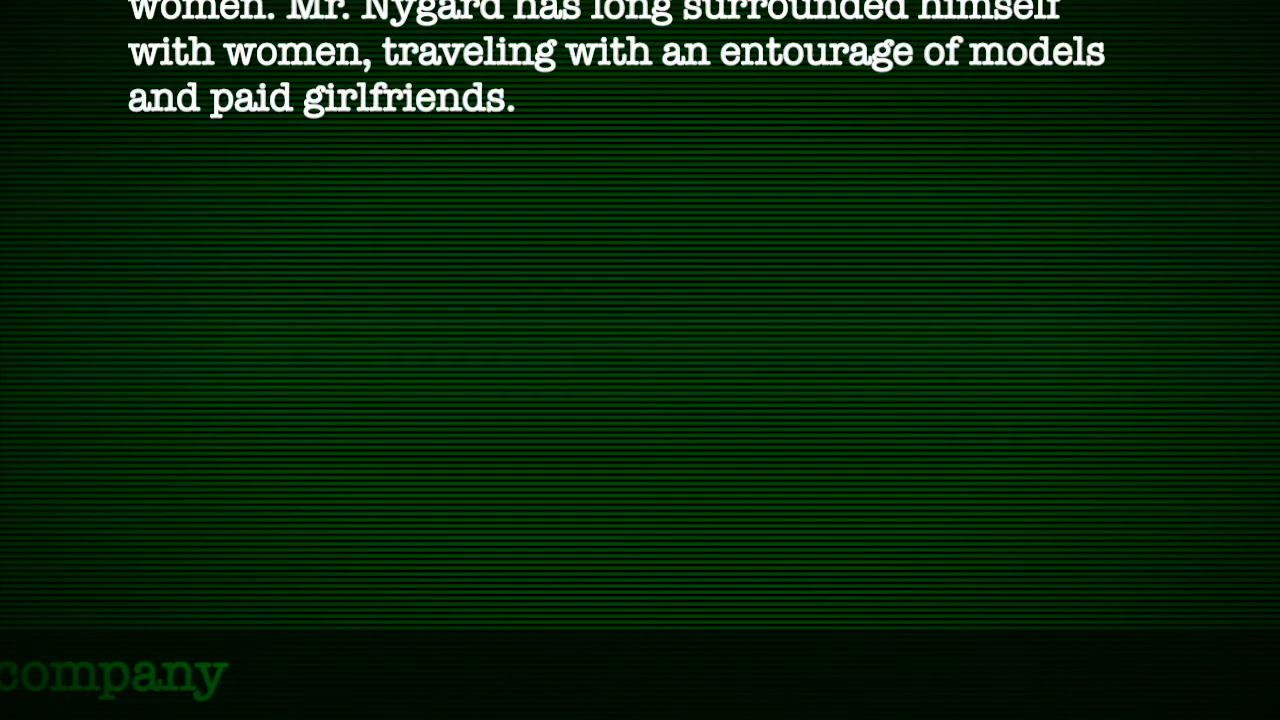 women. Mr. Nygard has long surrounded himself
with women, traveling with an entourage of models
and paid girlfriends.
company